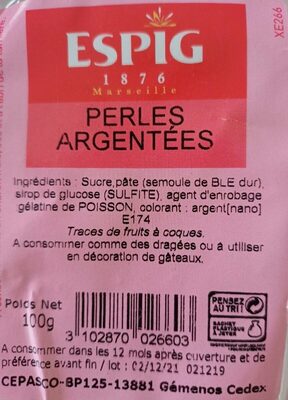 XE266
ESPIG
1876
Marseille
PERLES
ARGENTÉES
Ingrédients : Sucre, pâte (semoule de BLE dur),
sirop de glucose (SULFITE), agent d'enrobage
gélatine de POISSON, colorant : argent[nano]
E174
Traces de fruits à coques.
A consommer comme des dragées ou à utiliser
en décoration de gâteaux.
Poids Net
100g
PENSEZ
AU TRI !
SACHET
PLASTIQUE
À JETER
3 102870 026603
A consommer dans les 12 mois après ouverture et de
préférence avant fin / lot : 02/12/21 021219
CEPASCO-BP125-13881 Gémenos Cedex